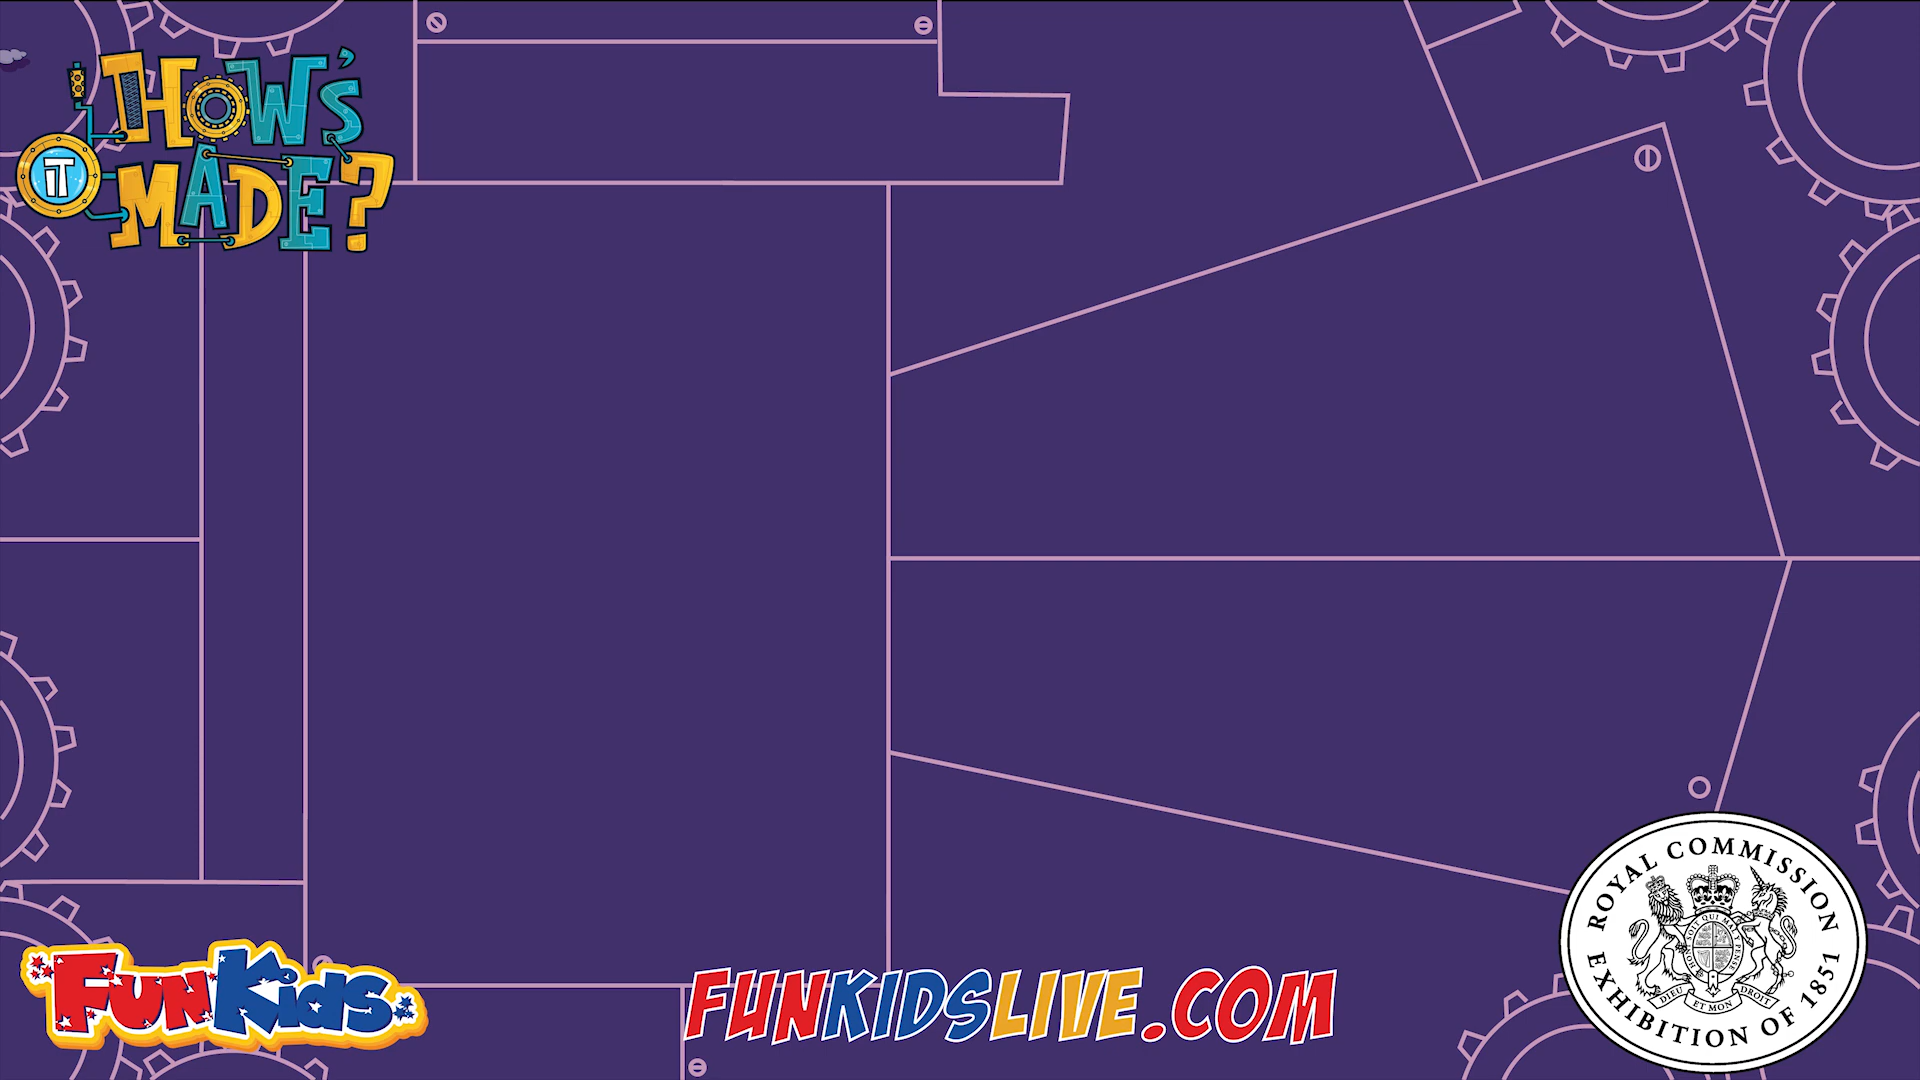 HOW'S
IT
MADE?
FUNKIDS
FUNKIDSLIVE.COM
ROYAL COMMISSION
EXHIBITION OF 1851
DIEU ET MON DROIT